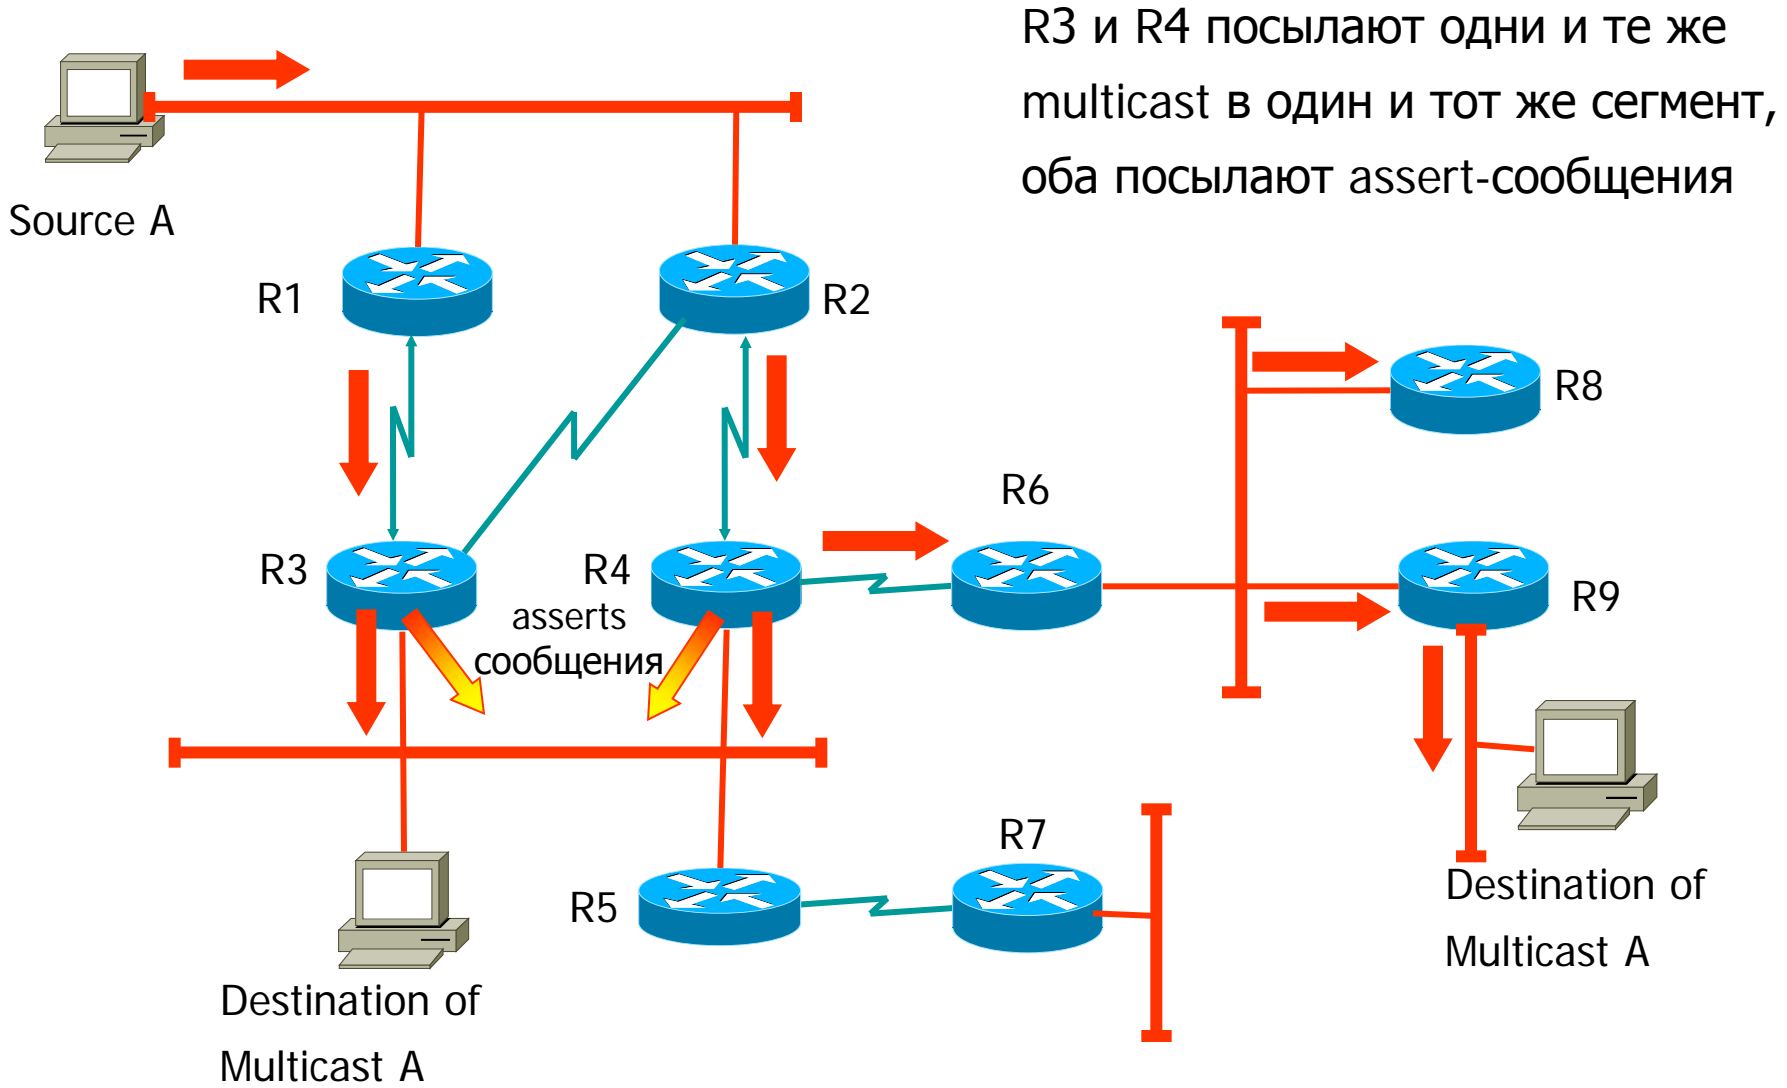 R3 и R4 посылают одни и те же
multicast в один и тот же сегмент,
оба посылают assert-сообщения
Source A
R1
R2
R8
R6
R3
R4
R9
asserts
сообщения
R7
R5
Destination of
Multicast A
Destination of
Multicast A